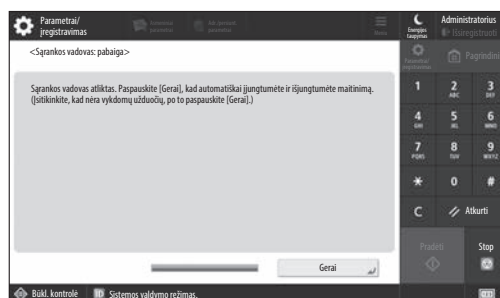 Parametrai/
įregistravimas
Energijos
taupymas
Administratorius
Išsiregistruoti
<Sąrankos vadovas: pabaiga>
Pagrindini
Sąrankos vadovas atliktas. Paspauskite [Gerai], kad automatiškai įjungtumėte ir išjungtumėte maitinimą.
(Įsitikinkite, kad nėra vykdomų užduočių, po to paspauskite [Gerai].)
1
2 ABC
3 DEF
4 GHI
5 JKL
6 MNO
7 PQRS
8 TUV
9 WXYZ
* 0 #
C Atkurti
Pradėti
Stop
Gerai
Būkl. kontrolė
ID Sistemos valdymo režimas.